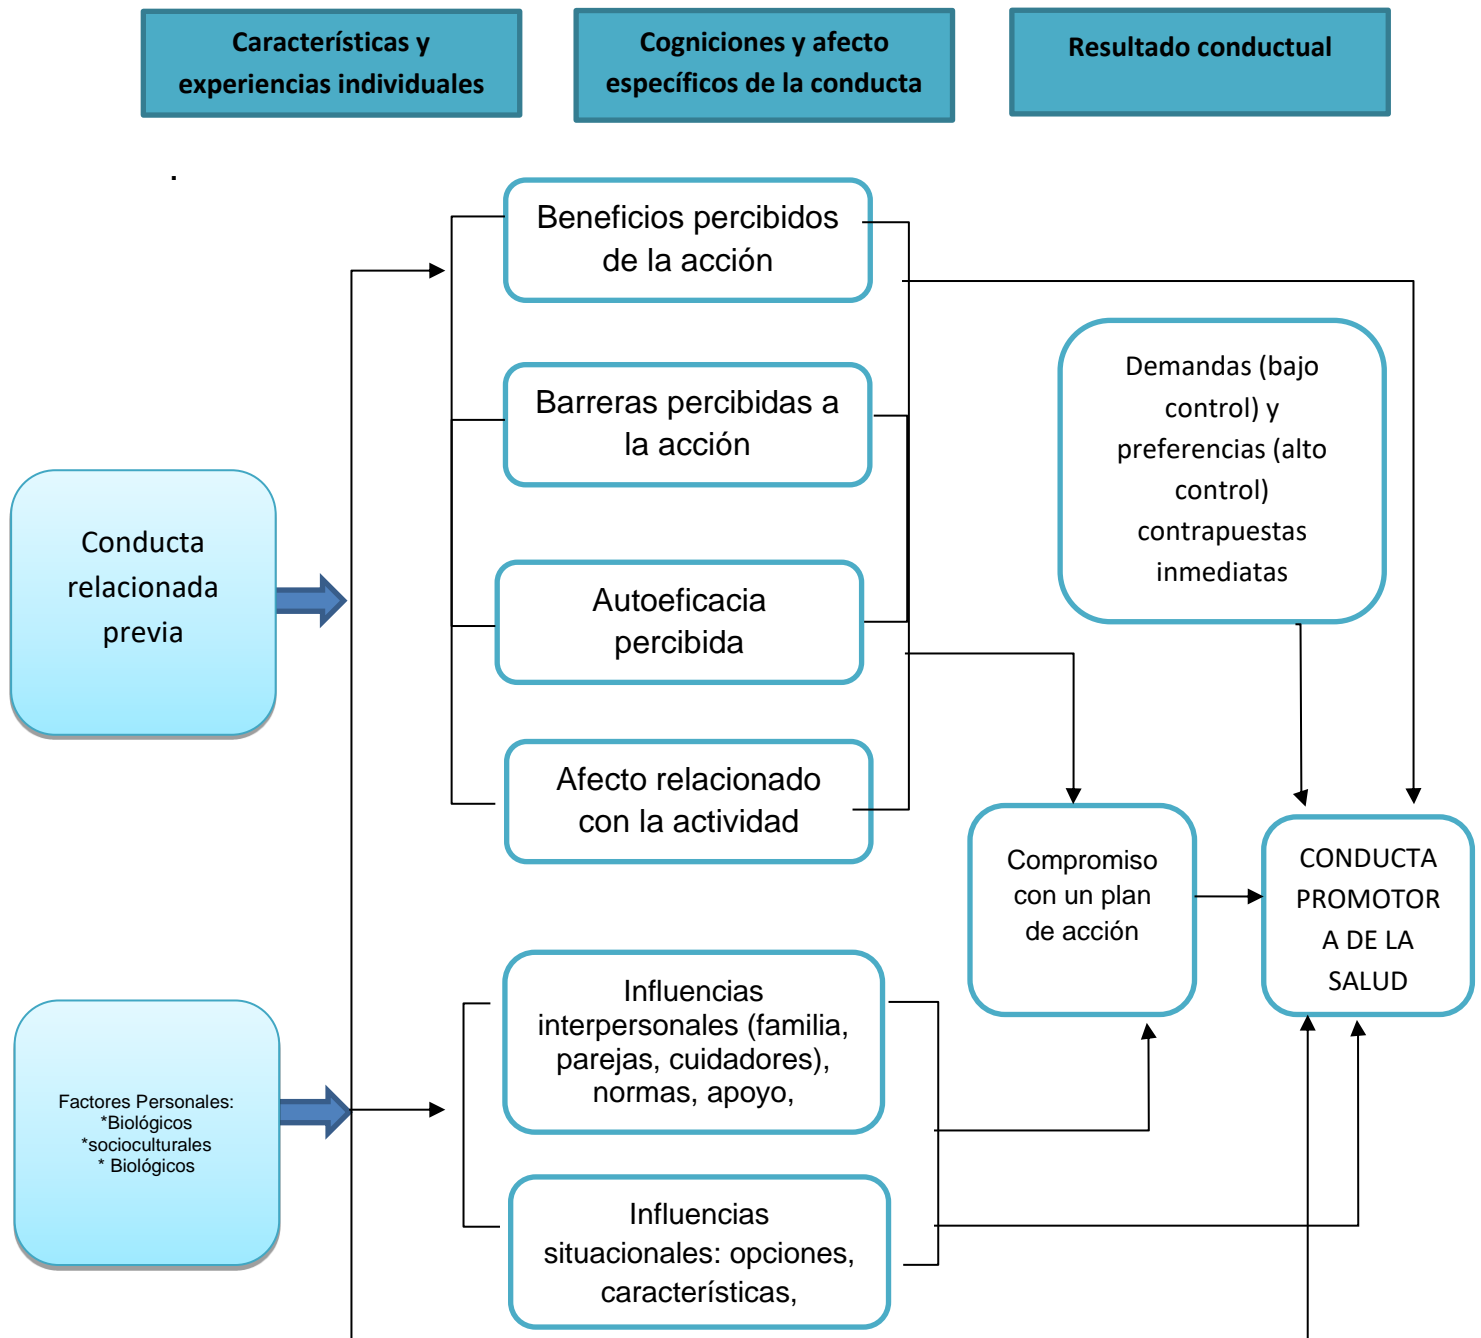 Características y
experiencias individuales
Cogniciones y afecto
específicos de la conducta
Resultado conductual
.
Beneficios percibidos
de la acción
Barreras percibidas a
la acción
Demandas (bajo
control) y
preferencias (alto
control)
contrapuestas
inmediatas
Conducta
relacionada
previa
Autoeficacia
percibida
Afecto relacionado
con la actividad
Compromiso
con un plan
de acción
CONDUCTA
PROMOTOR
A DE LA
SALUD
Factores Personales:
*Biológicos
*socioculturales
* Biológicos
Influencias
interpersonales (familia,
parejas, cuidadores),
normas, apoyo,
Influencias
situacionales: opciones,
características,